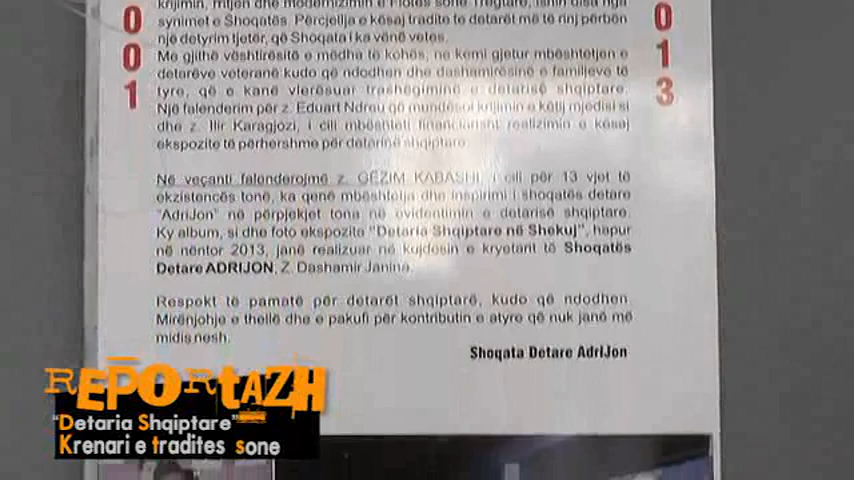 krijimin, rritjen dhe modernizimin e Flotës sonë Tregtare, ishin disa nga
synimet e Shoqatës. Përcjellja e kësaj tradite te detarët më të rinj përbën
një detyrim tjetër, që Shoqata i ka vënë vetes.
Me gjithë vështirësitë e mëdha të kohës, ne kemi gjetur mbështetjen e
detarëve veteranë kudo që ndodhen dhe dashamirësinë e familjeve të
tyre, që e kanë vlerësuar trashëgiminë e detarisë shqiptare.
Një falenderim për z. Eduart Ndreu që mundësoi krijimin e këtij mjedisi si
dhe z. Ilir Karagjozi, i cili mbështeti financiarisht realizimin e kësaj
ekspozite të përhershme për detarinë shqiptare.
Në veçanti falenderojmë z. GËZIM KABASHI, i cili për 13 vjet të
ekzistencës tonë, ka qenë mbështetja dhe inspirimi i shoqatës detare
"AdriJon" në përpjekjet tona në evidentimin e detarisë shqiptare.
Ky album, si dhe foto ekspozita "Detaria Shqiptare në Shekuj", hapur
në nëntor 2013, janë realizuar në kujdesin e kryetarit të Shoqatës
Detare ADRIJON, Z. Dashamir Janina.
Respekt të pamatë për detarët shqiptarë, kudo që ndodhen.
Mirënjohje e thellë dhe e pakufi për kontributin e atyre që nuk janë më
midis nesh.
Shoqata Detare AdriJon
0
0
1
0
1
3
REPORTAZH
"Detaria Shqiptare"
Krenari e tradites sone